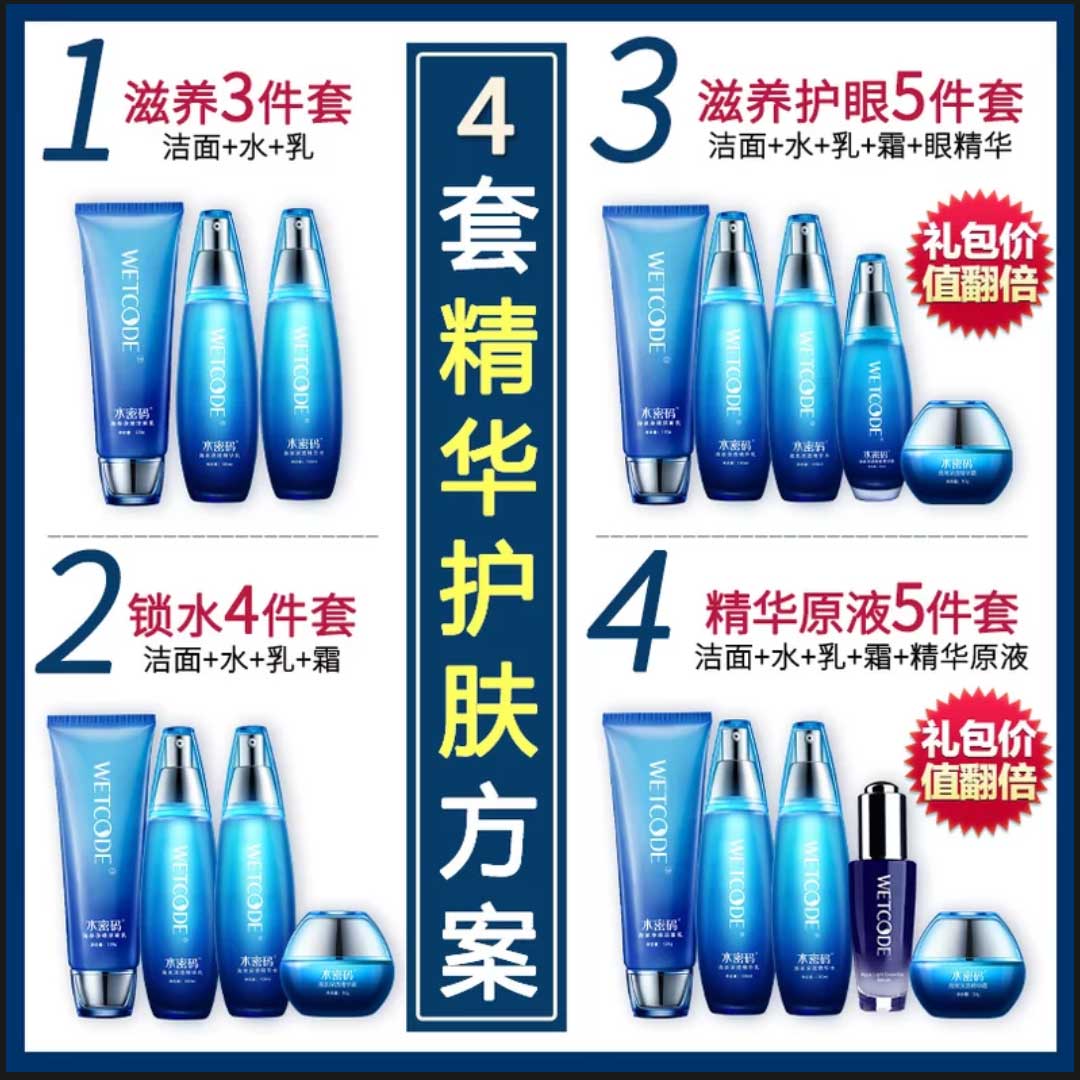 1
滋养3件套
洁面+水+乳
WETCODE
水密码
WETCODE
水密码
WETCODE
水密码
2
锁水4件套
洁面+水+乳+霜
WETCODE
水密码
WETCODE
水密码
WETCODE
水密码
水密码
4套精华护肤方案
3
滋养护眼5件套
洁面+水+乳+霜+眼精华
礼包价
值翻倍
WETCODE
水密码
WETCODE
水密码
WETCODE
水密码
WETCODE
水密码
水密码
4
精华原液5件套
洁面+水+乳+霜+精华原液
礼包价
值翻倍
WETCODE
水密码
WETCODE
水密码
WETCODE
水密码
WETCODE
水密码